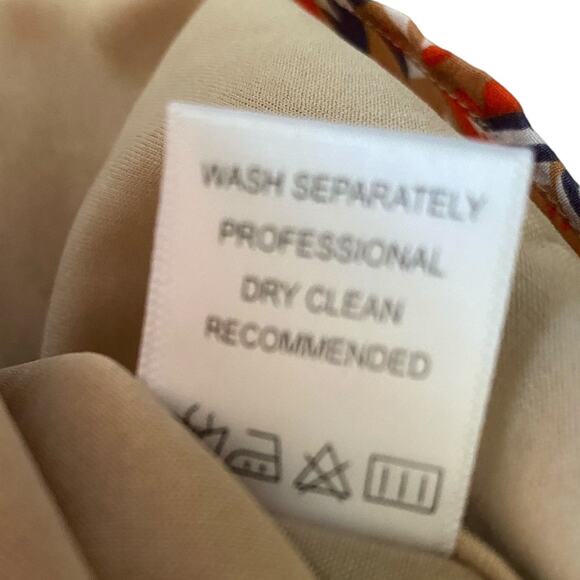 WASH SEPARATELY
PROFESSIONAL
DRY CLEAN
RECOMMENDED